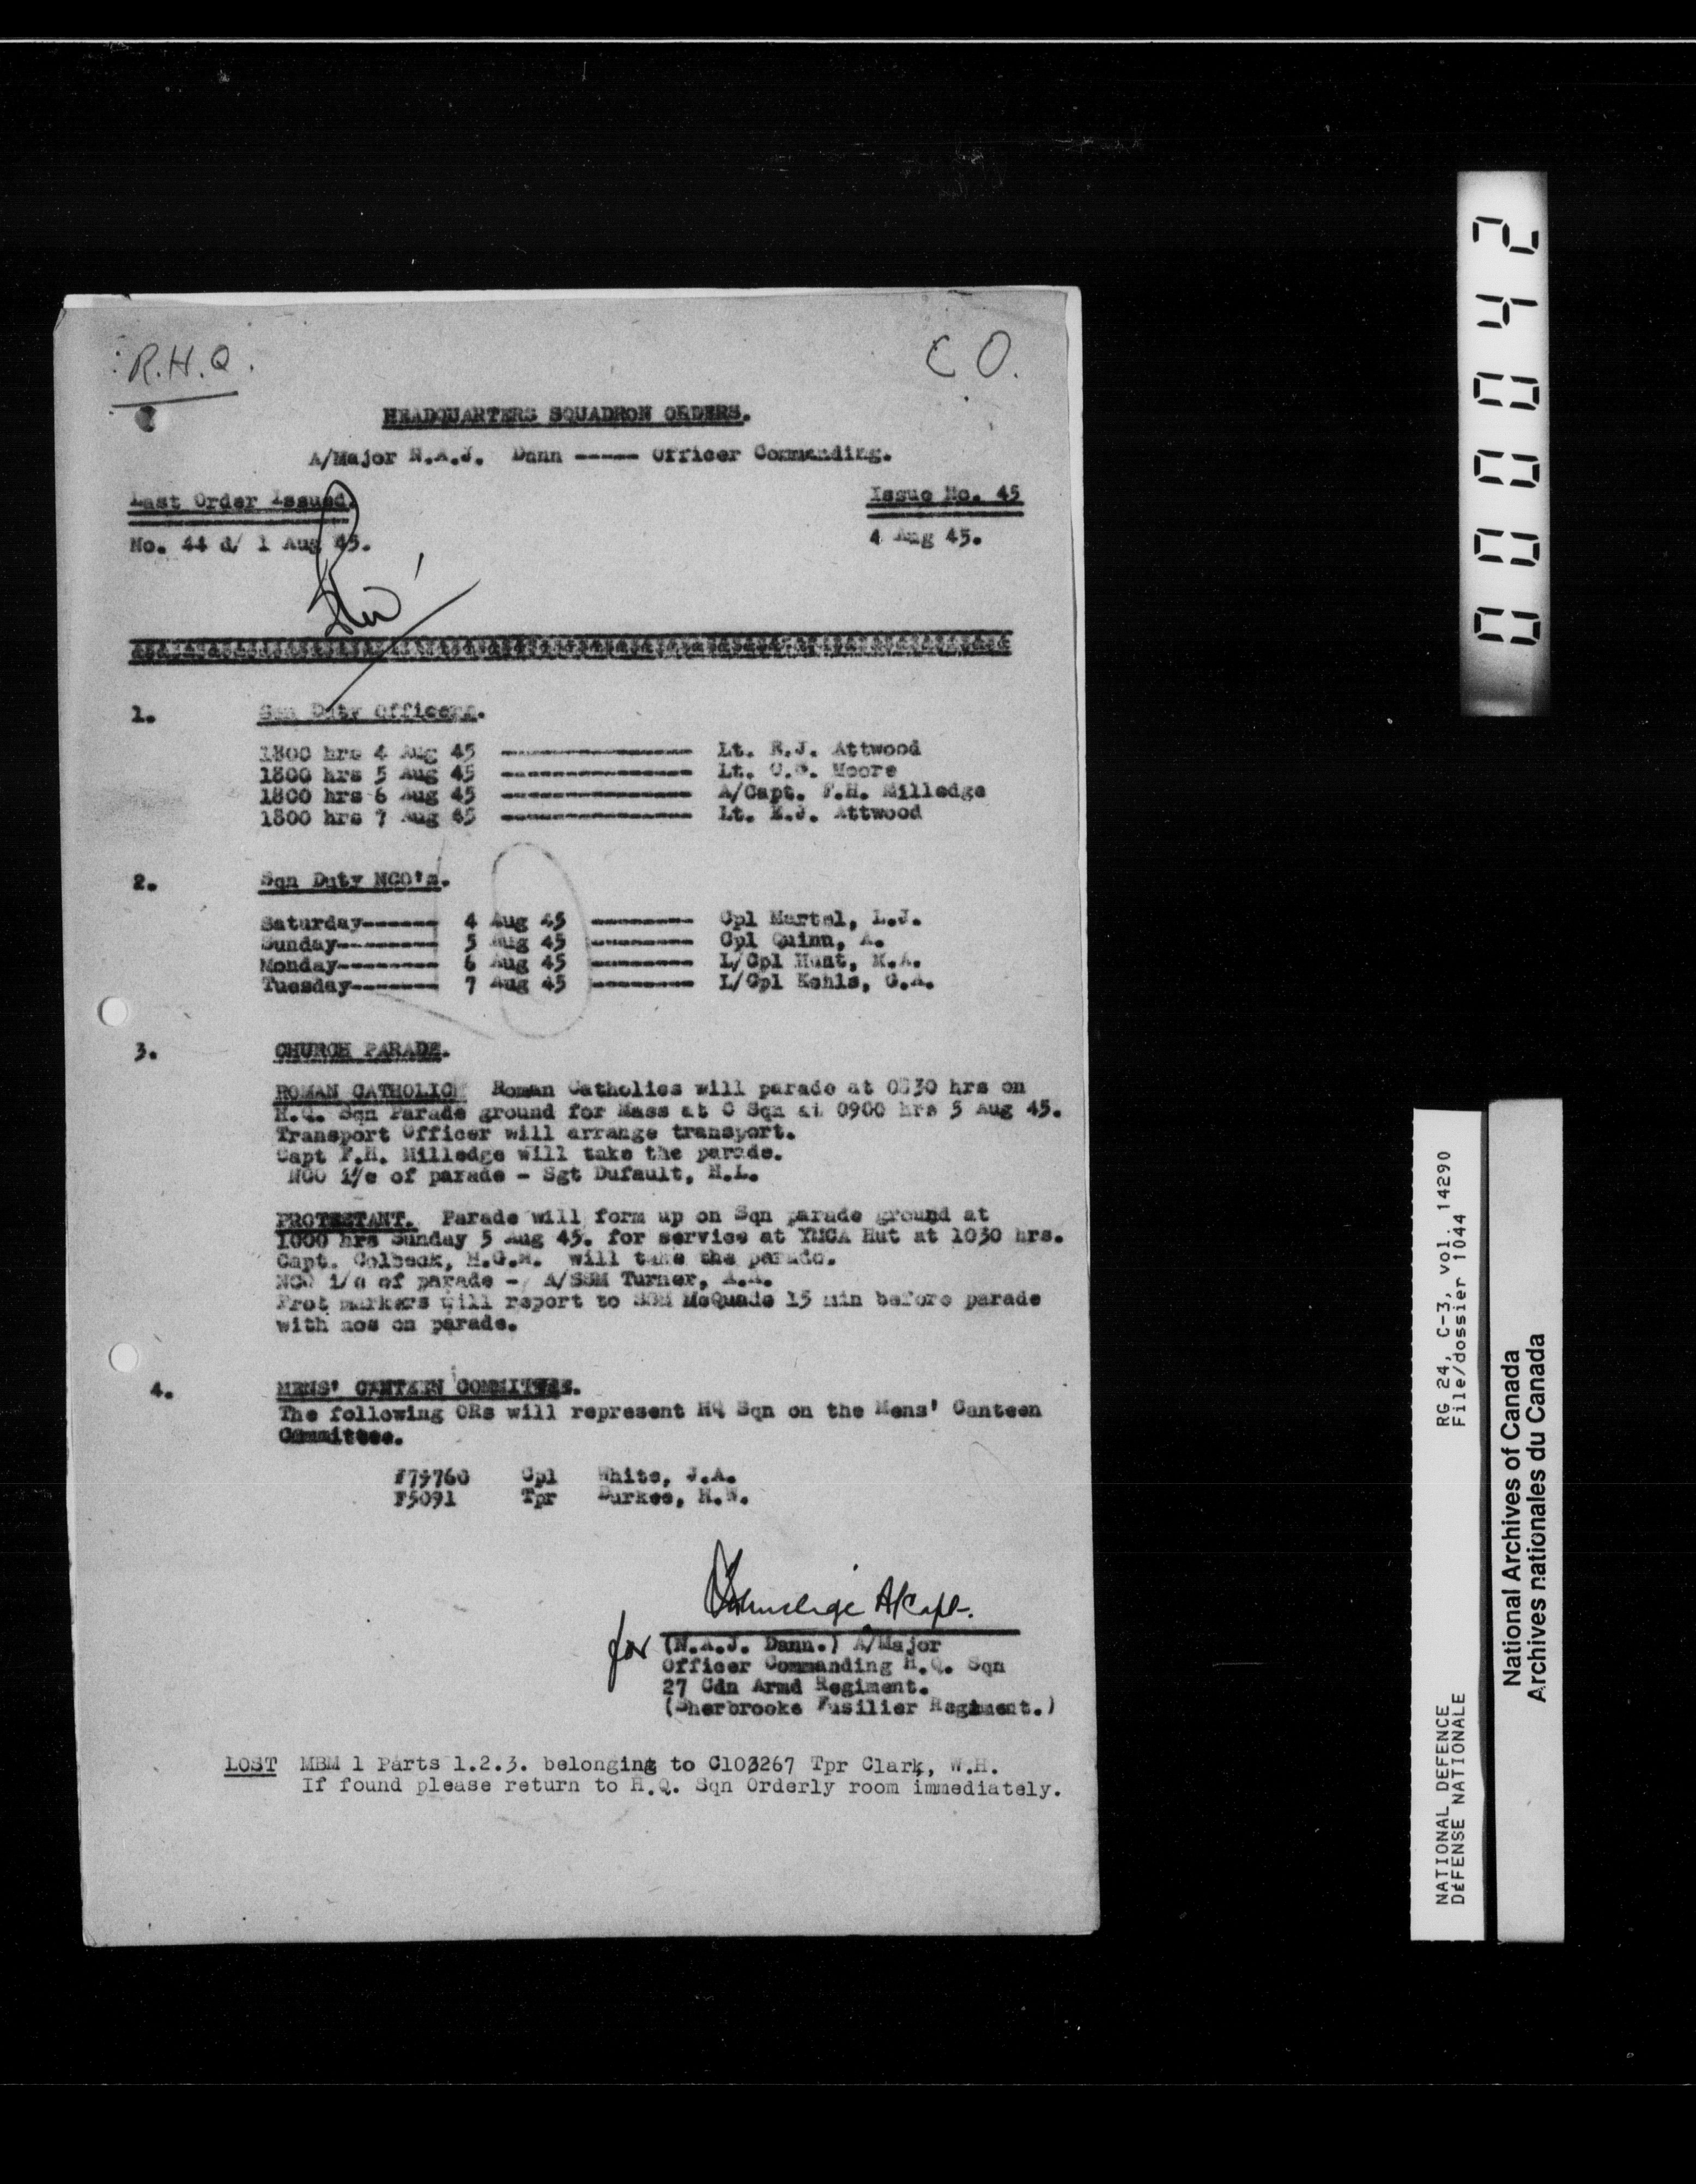 R.H.Q.
C O.
HEADQUARTERS SQUADRON ORDERS.
A/Major N.A.J. Dann ----- Officer Commanding.
Last Order Issued.
Issue No. 45
No. 44 d/ 1 Aug 45.
4 Aug 45.
1. Sqn Duty Officers.
1800 hrs 4 Aug 45 ---------------- Lt. E.J. Attwood
1800 hrs 5 Aug 45 ---------------- Lt. Moore
1800 hrs 6 Aug 45 ---------------- A/Capt. F.H. Milledge
1800 hrs 7 Aug 45 ---------------- Lt. E.J. Attwood
2. Sqn Duty NCO's.
Saturday------ 4 Aug 45 --------- Cpl Martel, L.J.
Sunday-------- 5 Aug 45 --------- Cpl Quinn, A.
Monday-------- 6 Aug 45 --------- L/Cpl Hunt, K.A.
Tuesday------- 7 Aug 45 --------- L/Cpl Kehls, G.A.
3. CHURCH PARADE.
ROMAN CATHOLIC Roman Catholics will parade at 0830 hrs on
H.Q. Sqn Parade ground for Mass at C Sqn at 0900 hrs 5 Aug 45.
Transport Officer will arrange transport.
Capt F.H. Milledge will take the parade.
NCO i/c of parade - Sgt Dufault, H.L.
PROTESTANT. Parade will form up on Sqn parade ground at
1000 hrs Sunday 5 Aug 45. for service at YMCA Hut at 1030 hrs.
Capt. Colbeck, H.G.M. will take the parade.
NCO i/c of parade - A/SSM Turner, A.A.
Prot markers will report to SSM McQuade 15 min before parade
with nos on parade.
4. MENS' CANTEEN COMMITTEE.
The following ORs will represent HQ Sqn on the Mens' Canteen
Committee.
F79760 Cpl White, J.A.
F5091 Tpr Durkee, H.W.
A/Capt.
for (N.A.J. Dann.) A/Major
Officer Commanding H.Q. Sqn
27 Cdn Armd Regiment.
(Sherbrooke Fusilier Regiment.)
LOST MBM 1 Parts 1.2.3. belonging to C103267 Tpr Clark, W.H.
If found please return to H.Q. Sqn Orderly room immediately.
000042
NATIONAL DEFENCE RG 24, C-3, vol. 14290
DÉFENSE NATIONALE File/dossier 1044
National Archives of Canada
Archives nationales du Canada